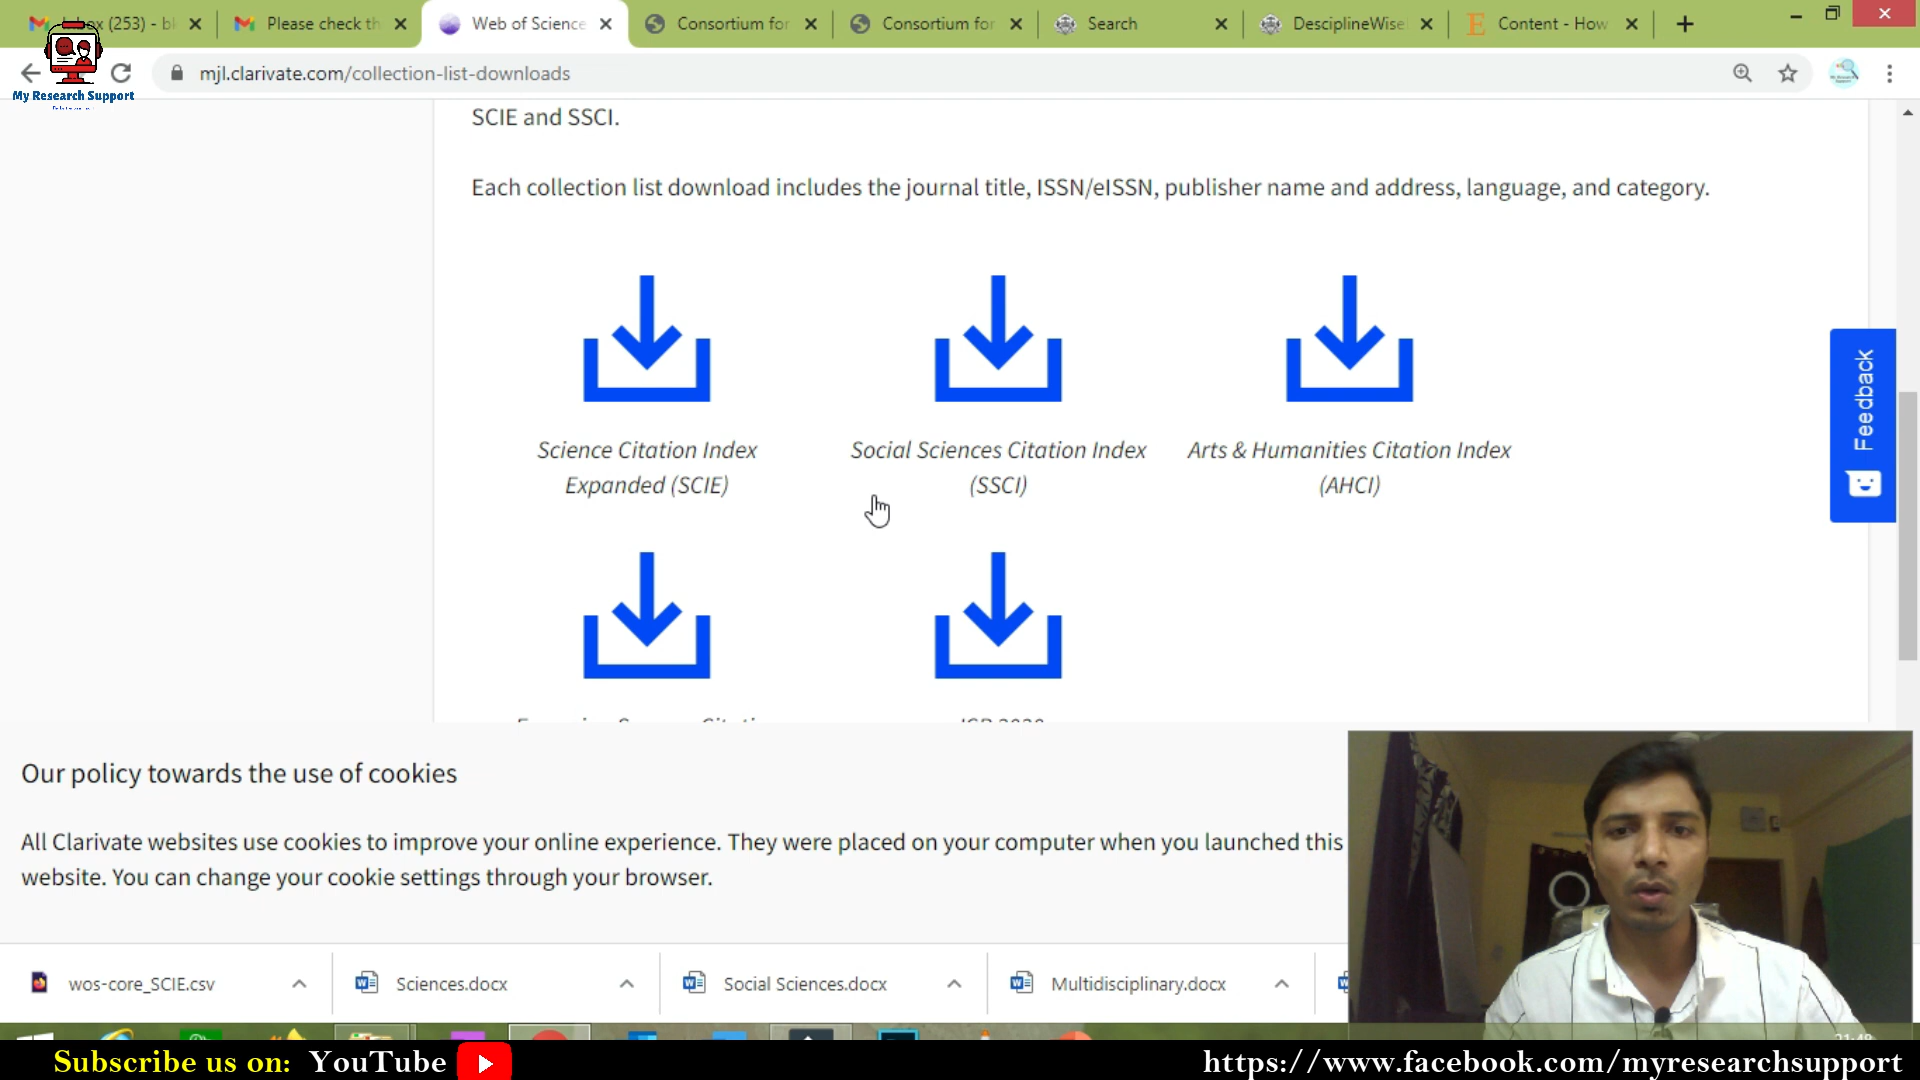 Inbox (253) - b
Please check th
Web of Science
Consortium for
Consortium for
Search
DesciplineWise
Content - How
My Research Support
mjl.clarivate.com/collection-list-downloads
SCIE and SSCI.
Each collection list download includes the journal title, ISSN/eISSN, publisher name and address, language, and category.
Science Citation Index
Expanded (SCIE)
Social Sciences Citation Index
(SSCI)
Arts & Humanities Citation Index
(AHCI)
Feedback
Our policy towards the use of cookies
All Clarivate websites use cookies to improve your online experience. They were placed on your computer when you launched this
website. You can change your cookie settings through your browser.
wos-core_SCIE.csv
Sciences.docx
Social Sciences.docx
Multidisciplinary.docx
Subscribe us on: YouTube
https://www.facebook.com/myresearchsupport